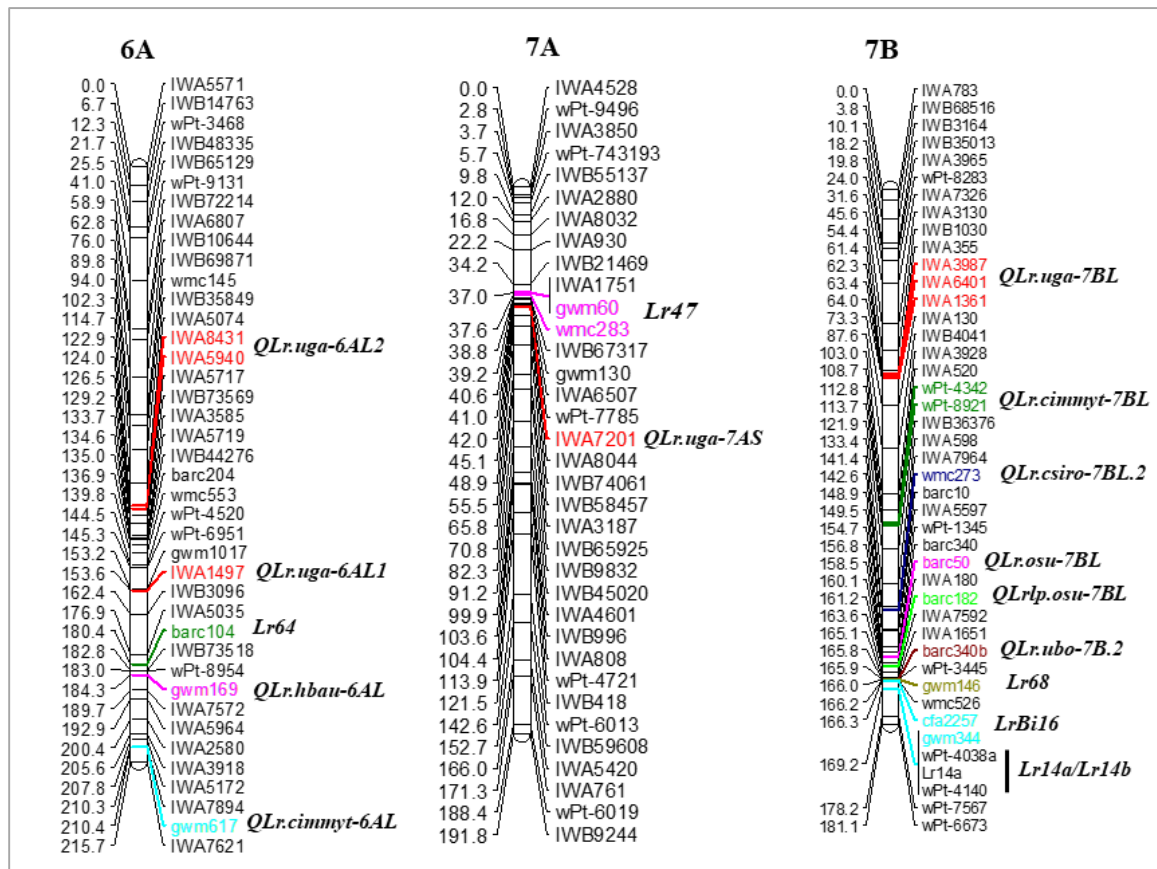 6A
0.0 IWA5571
6.7 IWB14763
12.3 wPt-3468
21.7 IWB48335
25.5 IWB65129
41.0 wPt-9131
58.9 IWB72214
62.8 IWA6807
76.0 IWB10644
89.8 IWB69871
94.0 wmc145
102.3 IWB35849
114.7 IWA5074
122.9 IWA8431 QLr.uga-6AL2
124.0 IWA5940
126.5 IWA5717
129.2 IWB73569
133.7 IWA3585
134.6 IWA5719
135.0 IWB44276
136.9 barc204
139.8 wmc553
144.5 wPt-4520
145.3 wPt-6951
153.2 gwm1017
153.6 IWA1497 QLr.uga-6AL1
162.4 IWB3096
176.9 IWA5035
180.4 barc104 Lr64
182.8 IWB73518
183.0 wPt-8954
184.3 gwm169 QLr.hbau-6AL
189.7 IWA7572
192.9 IWA5964
200.4 IWA2580
205.6 IWA3918
207.8 IWA5172
210.3 IWA7894
210.4 gwm617 QLr.cimmyt-6AL
215.7 IWA7621
7A
0.0 IWA4528
2.8 wPt-9496
3.7 IWA3850
5.7 wPt-743193
9.8 IWB55137
12.0 IWA2880
16.8 IWA8032
22.2 IWA930
34.2 IWB21469
IWA1751
37.0 gwm60 Lr47
37.6 wmc283
38.8 IWB67317
39.2 gwm130
40.6 IWA6507
41.0 wPt-7785
42.0 IWA7201 QLr.uga-7AS
45.1 IWA8044
48.9 IWB74061
55.5 IWB58457
65.8 IWA3187
70.8 IWB65925
82.3 IWB9832
91.2 IWB45020
99.9 IWA4601
103.6 IWB996
104.4 IWA808
113.9 wPt-4721
121.5 IWB418
142.6 wPt-6013
152.7 IWB59608
166.0 IWA5420
171.3 IWA761
188.4 wPt-6019
191.8 IWB9244
7B
0.0 IWA783
3.8 IWB68516
10.1 IWB3164
18.2 IWB35013
19.8 IWA3965
24.0 wPt-8283
31.6 IWA7326
45.6 IWA3130
54.4 IWB1030
61.4 IWA355
62.3 IWA3987 QLr.uga-7BL
63.4 IWA6401
64.0 IWA1361
73.3 IWA130
87.6 IWB4041
103.0 IWA3928
108.7 IWA520
112.8 wPt-4342 QLr.cimmyt-7BL
113.7 wPt-8921
121.9 IWB36376
133.4 IWA598
141.4 IWA7964
142.6 wmc273 QLr.csiro-7BL.2
148.9 barc10
149.5 IWA5597
154.7 wPt-1345
156.8 barc340
158.5 barc50 QLr.osu-7BL
160.1 IWA180
161.2 barc182 QLrlp.osu-7BL
163.6 IWA7592
165.1 IWA1651
165.8 barc340b QLr.ubo-7B.2
165.9 wPt-3445
166.0 gwm146 Lr68
166.2 wmc526
166.3 cfa2257 LrBi16
gwm344
169.2 wPt-4038a
Lr14a Lr14a/Lr14b
wPt-4140
178.2 wPt-7567
181.1 wPt-6673